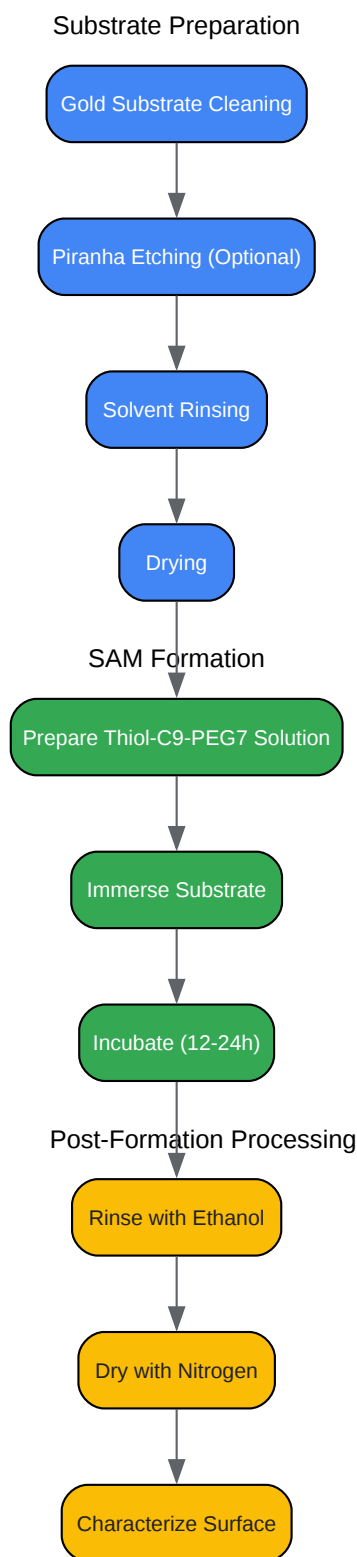 Substrate Preparation
Gold Substrate Cleaning
Piranha Etching (Optional)
Solvent Rinsing
Drying
SAM Formation
Prepare Thiol-C9-PEG7 Solution
Immerse Substrate
Incubate (12-24h)
Post-Formation Processing
Rinse with Ethanol
Dry with Nitrogen
Characterize Surface